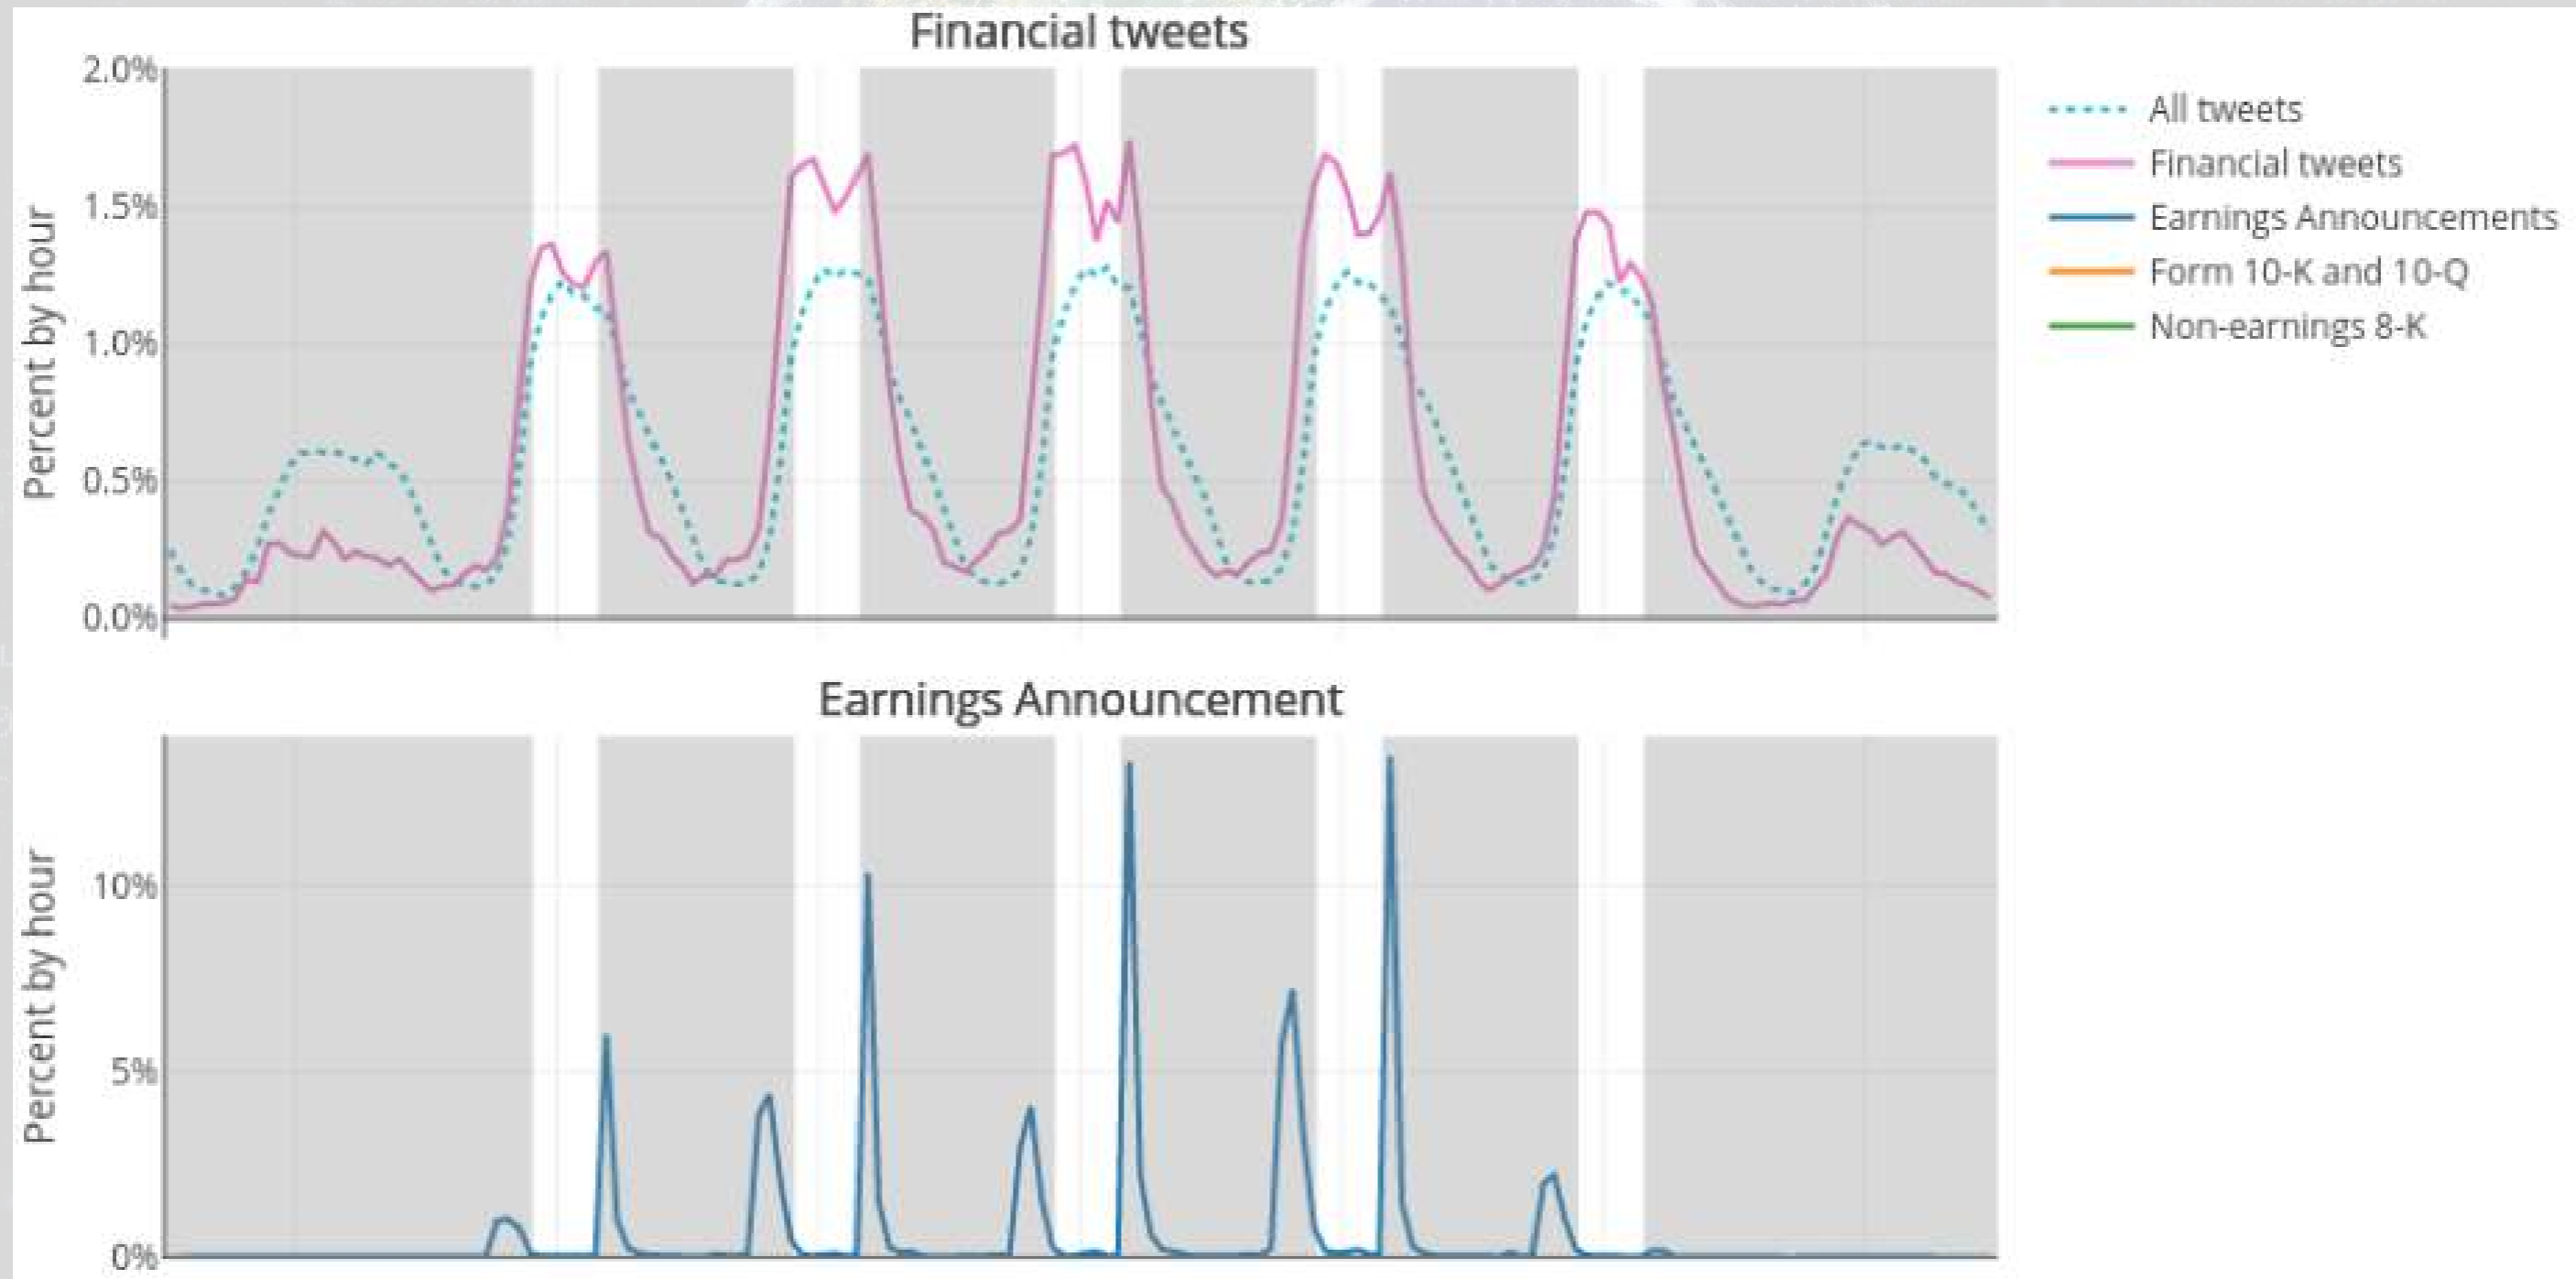 Financial tweets
2.0%
1.5%
1.0%
0.5%
0.0%
Percent by hour
All tweets
Financial tweets
Earnings Announcements
Form 10-K and 10-Q
Non-earnings 8-K
Earnings Announcement
10%
5%
0%
Percent by hour